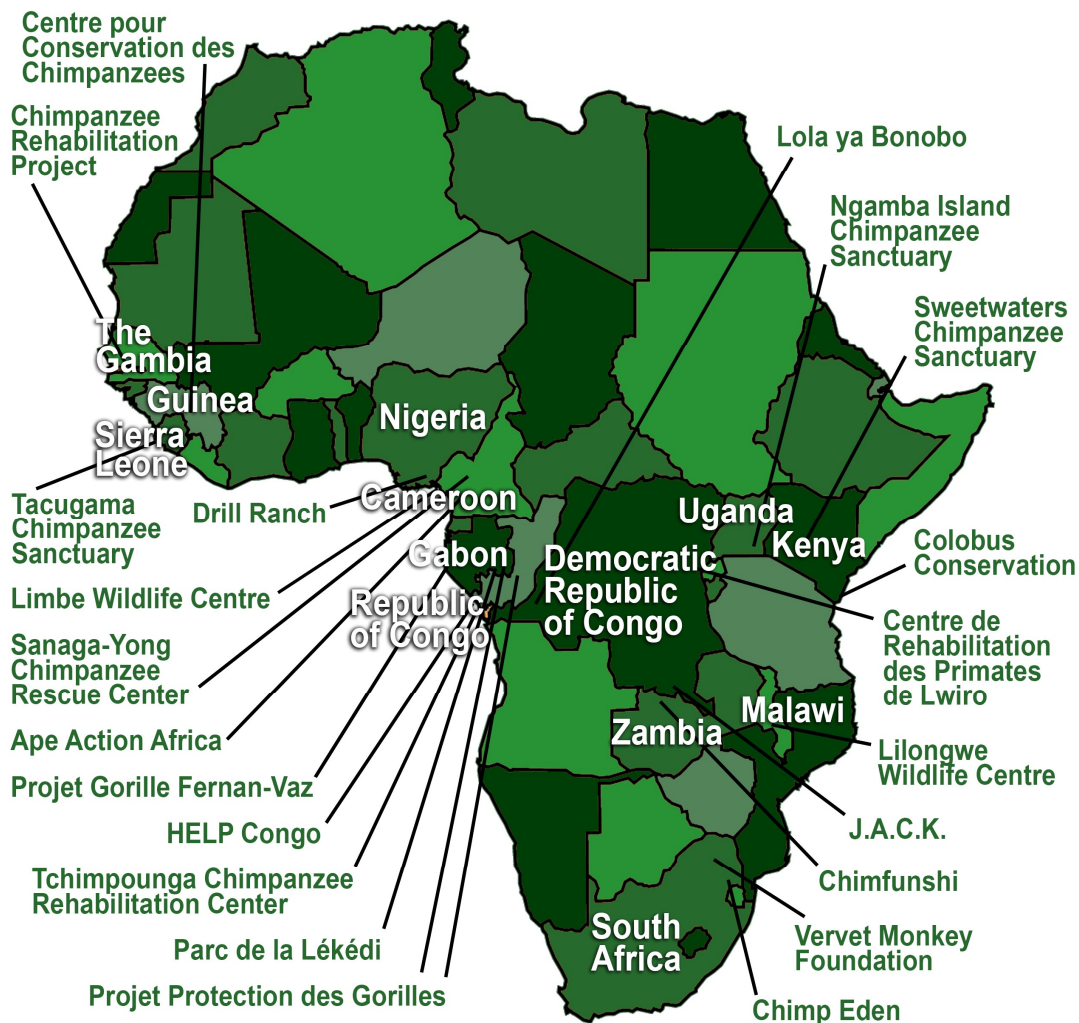 Centre pour
Conservation des
Chimpanzees
Chimpanzee
Rehabilitation
Project
Lola ya Bonobo
Ngamba Island
Chimpanzee
Sanctuary
Sweetwaters
Chimpanzee
Sanctuary
The
Gambia
Guinea
Sierra
Leone
Nigeria
Cameroon
Gabon
Republic
of Congo
Democratic
Republic
of Congo
Uganda
Kenya
Malawi
Zambia
South
Africa
Tacugama
Chimpanzee
Sanctuary
Drill Ranch
Limbe Wildlife Centre
Sanaga-Yong
Chimpanzee
Rescue Center
Ape Action Africa
Projet Gorille Fernan-Vaz
HELP Congo
Tchimpounga Chimpanzee
Rehabilitation Center
Parc de la Lékédi
Projet Protection des Gorilles
Colobus
Conservation
Centre de
Rehabilitation
des Primates
de Lwiro
Lilongwe
Wildlife Centre
J.A.C.K.
Chimfunshi
Vervet Monkey
Foundation
Chimp Eden